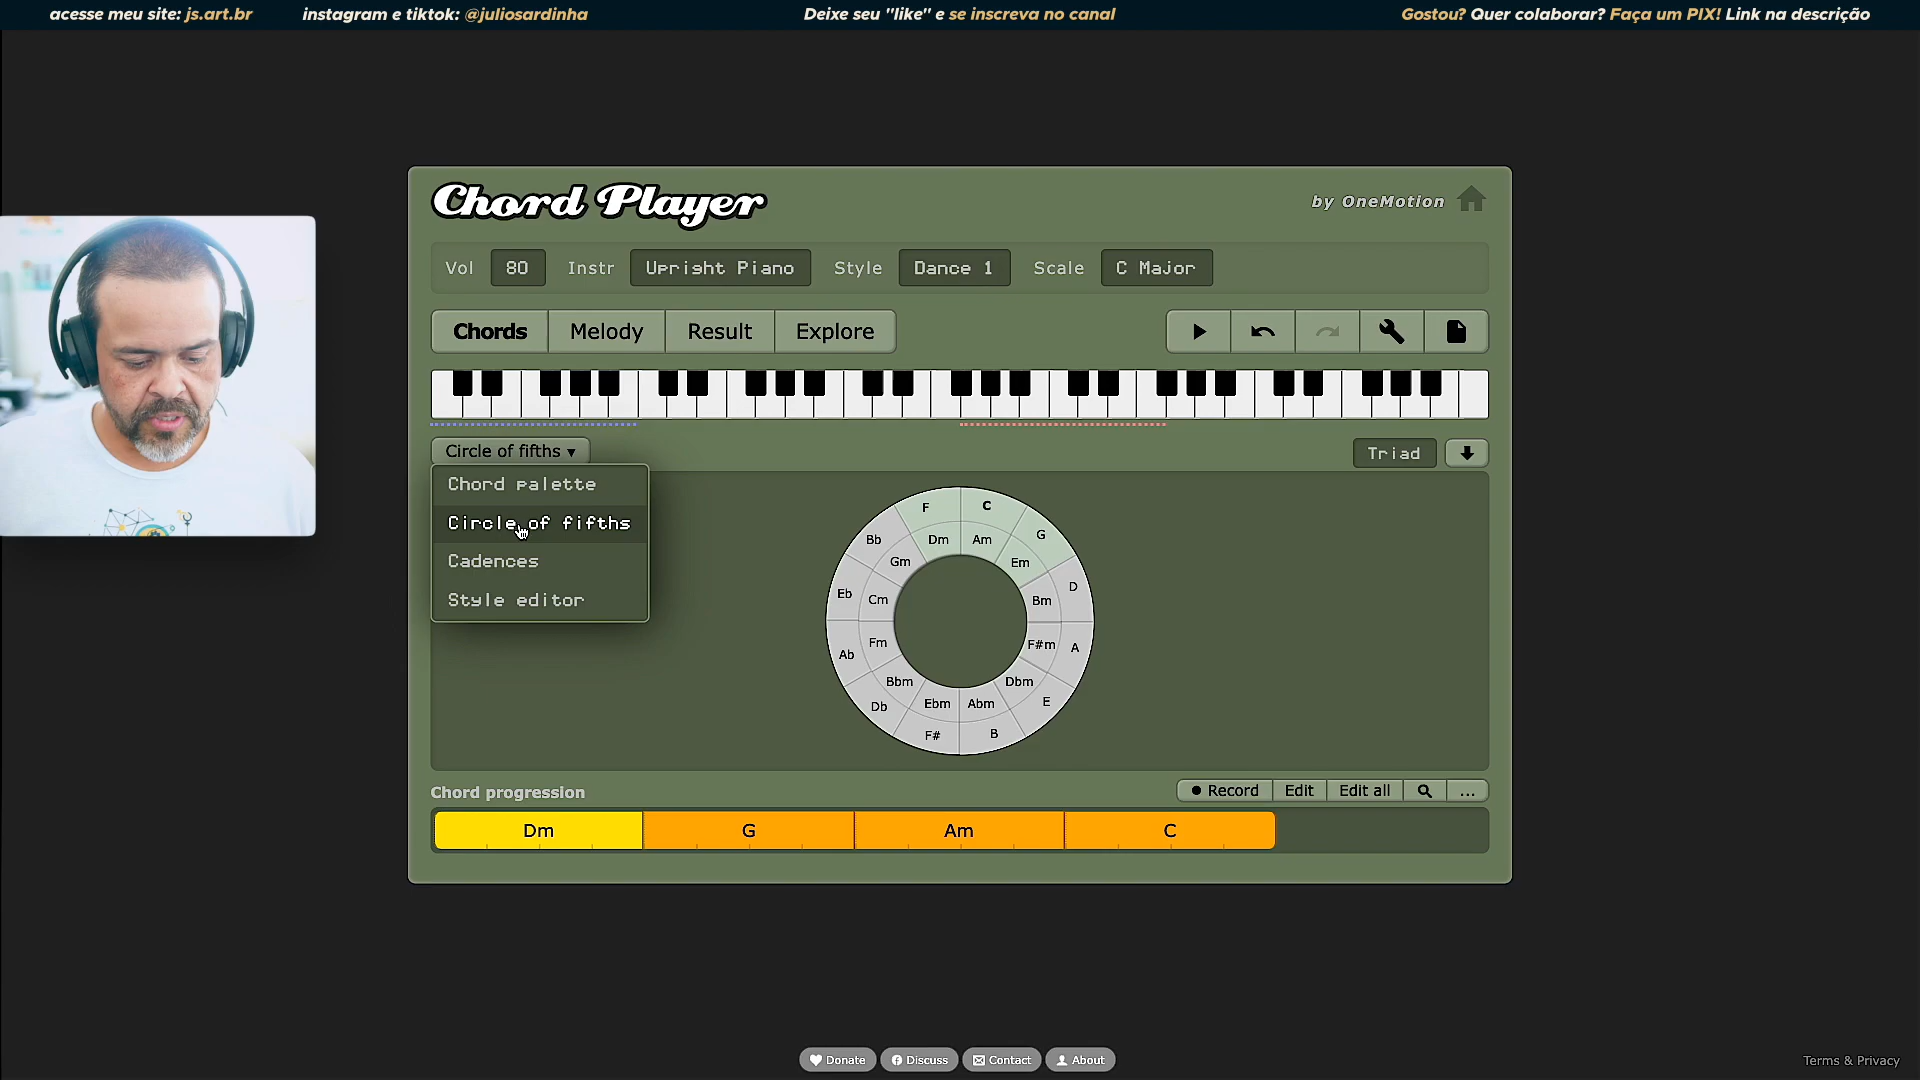 acesse meu site: js.art.br instagram e tiktok: @juliosardinha Deixe seu "like" e se inscreva no canal Gostou? Quer colaborar? Faça um PIX! Link na descrição
Chord Player by OneMotion
Vol 80 Instr Upright Piano Style Dance 1 Scale C Major
Chords Melody Result Explore
Circle of fifths ▾ Triad
Chord palette
Circle of fifths
Cadences
Style editor
F C
Bb Dm Am G
Gm Em
Eb Cm Bm D
Ab Fm F#m A
Bbm Dbm
Db Ebm Abm E
F# B
Chord progression Record Edit Edit all ...
Dm G Am C
Donate Discuss Contact About
Terms & Privacy